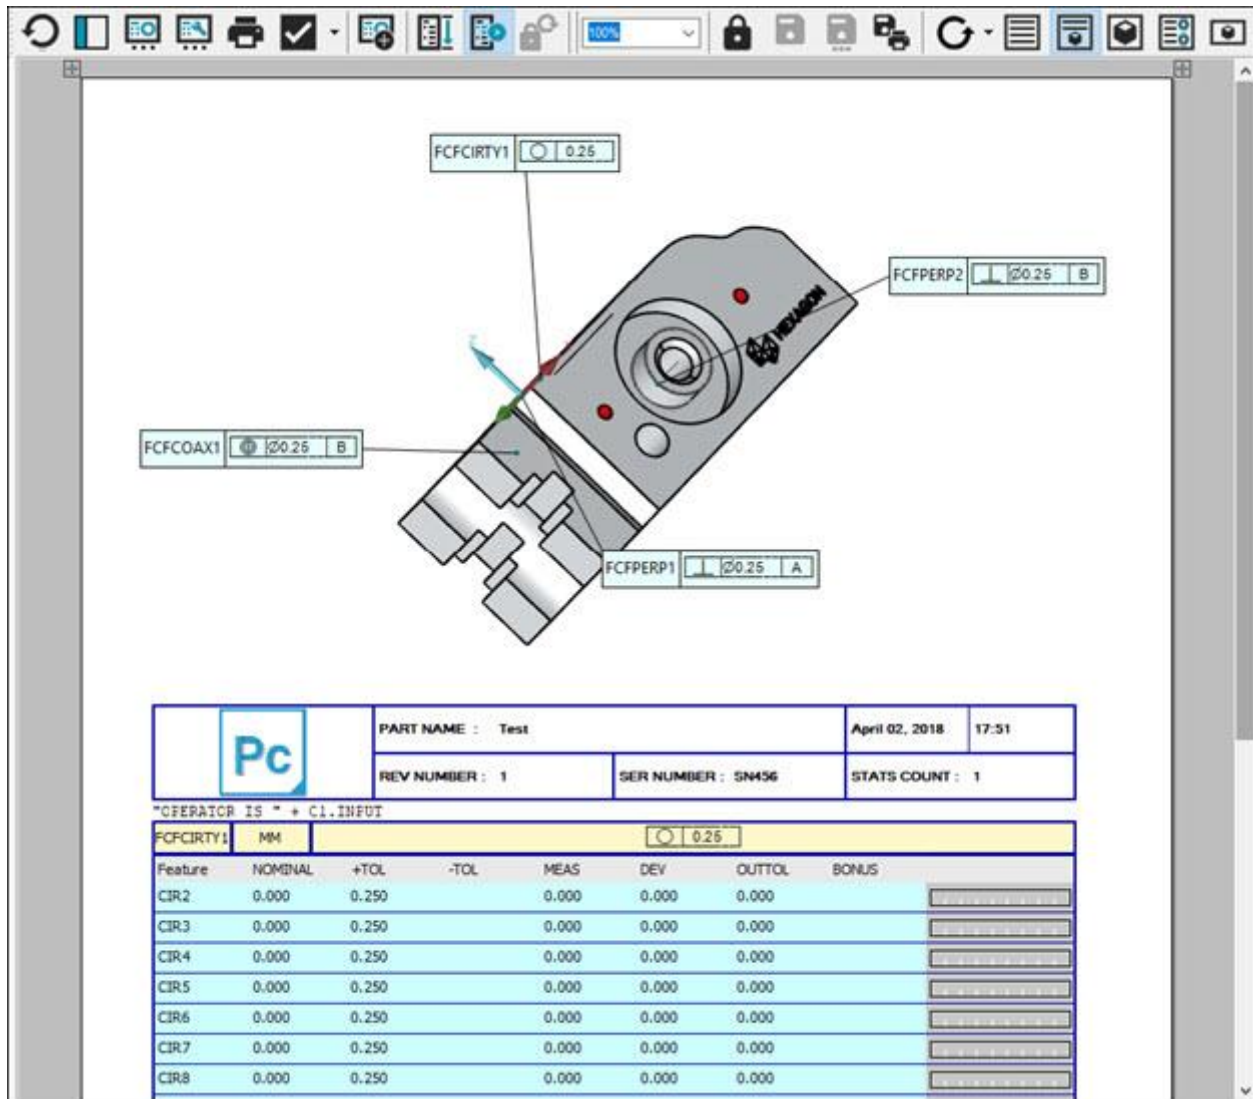 100%
FCFCIRTY1 ○ 0.25
FCFPERP2 ⊥ Ø0.25 B
HEXAGON
FCFCOAX1 ◎ Ø0.25 B
FCFPERP1 ⊥ Ø0.25 A
Pc
PART NAME : Test April 02, 2018 17:51
REV NUMBER : 1 SER NUMBER : SN456 STATS COUNT : 1
"OPERATOR IS " + C1.INPUT
FCFCIRTY1 MM ○ 0.25
Feature NOMINAL +TOL -TOL MEAS DEV OUTTOL BONUS
CIR2 0.000 0.250 0.000 0.000 0.000
CIR3 0.000 0.250 0.000 0.000 0.000
CIR4 0.000 0.250 0.000 0.000 0.000
CIR5 0.000 0.250 0.000 0.000 0.000
CIR6 0.000 0.250 0.000 0.000 0.000
CIR7 0.000 0.250 0.000 0.000 0.000
CIR8 0.000 0.250 0.000 0.000 0.000